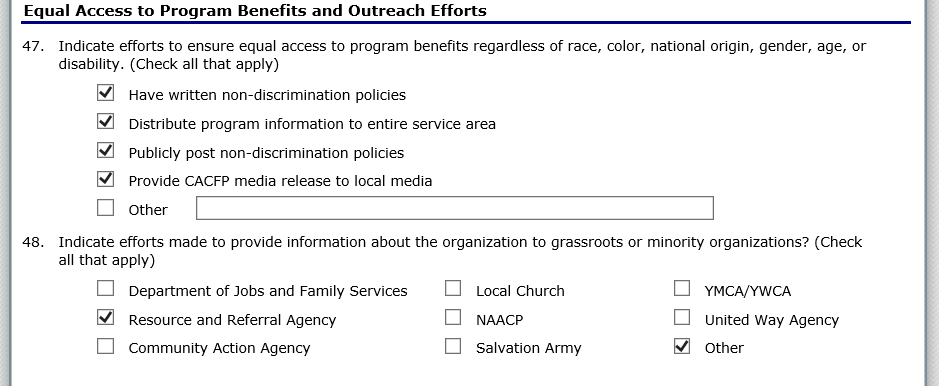 Equal Access to Program Benefits and Outreach Efforts
47. Indicate efforts to ensure equal access to program benefits regardless of race, color, national origin, gender, age, or
disability. (Check all that apply)
Have written non-discrimination policies
Distribute program information to entire service area
Publicly post non-discrimination policies
Provide CACFP media release to local media
Other
48. Indicate efforts made to provide information about the organization to grassroots or minority organizations? (Check
all that apply)
Department of Jobs and Family Services Local Church YMCA/YWCA
Resource and Referral Agency NAACP United Way Agency
Community Action Agency Salvation Army Other